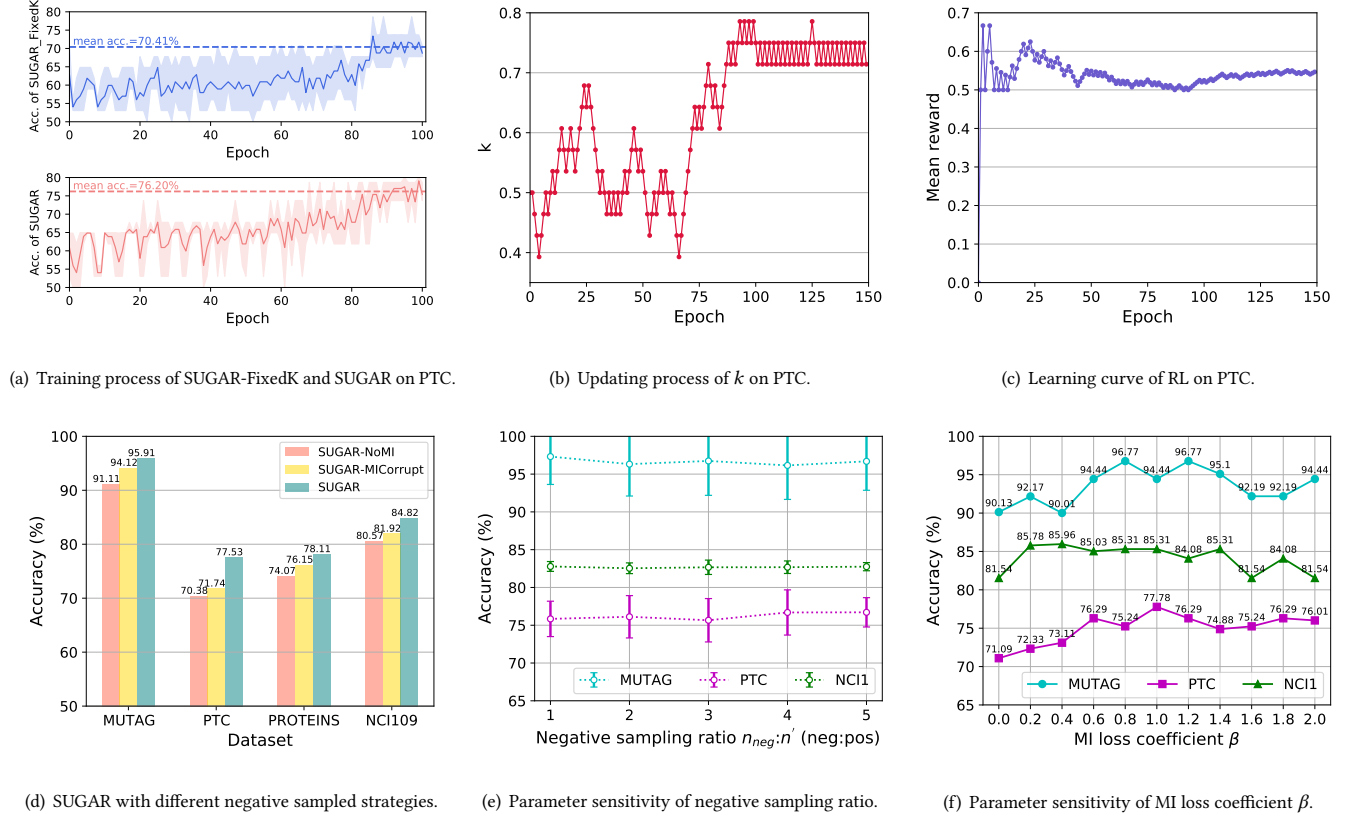 Acc. of SUGAR_FixedK
80
75
70
65
60
55
50
mean acc.=70.41%
0 20 40 60 80 100
Epoch
Acc. of SUGAR
80
75
70
65
60
55
50
mean acc.=76.20%
0 20 40 60 80 100
Epoch
(a) Training process of SUGAR-FixedK and SUGAR on PTC.
k
0.8
0.7
0.6
0.5
0.4
0 25 50 75 100 125 150
Epoch
(b) Updating process of k on PTC.
Mean reward
0.7
0.6
0.5
0.4
0.3
0.2
0.1
0.0
0 25 50 75 100 125 150
Epoch
(c) Learning curve of RL on PTC.
Accuracy (%)
100
90
80
70
60
50
SUGAR-NoMI
SUGAR-MICorrupt
SUGAR
91.11 94.12 95.91
70.38 71.74 77.53
74.07 76.15 78.11
80.57 81.92 84.82
MUTAG PTC PROTEINS NCI109
Dataset
(d) SUGAR with different negative sampled strategies.
Accuracy (%)
100
95
90
85
80
75
70
65
MUTAG PTC NCI1
1 2 3 4 5
Negative sampling ratio n_neg:n′ (neg:pos)
(e) Parameter sensitivity of negative sampling ratio.
Accuracy (%)
100
95
90
85
80
75
70
65
90.13 92.17 90.01 94.44 96.77 94.44 96.77 95.1 92.19 92.19 94.44
81.54 85.78 85.96 85.03 85.31 85.31 84.08 85.31 81.54 84.08 81.54
71.09 72.33 73.11 76.29 75.24 77.78 76.29 74.88 75.24 76.29 76.01
MUTAG PTC NCI1
0.0 0.2 0.4 0.6 0.8 1.0 1.2 1.4 1.6 1.8 2.0
MI loss coefficient β
(f) Parameter sensitivity of MI loss coefficient β.